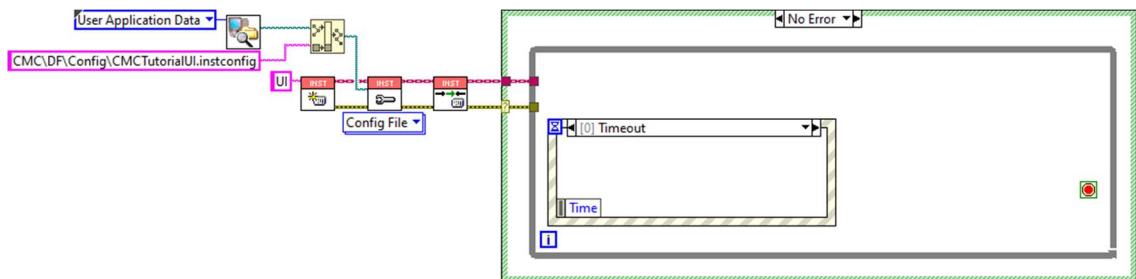 User Application Data
No Error
CMC\DF\Config\CMCTutorialUI.instconfig
UI
INST
INST
INST
?
Config File
[0] Timeout
Time
i